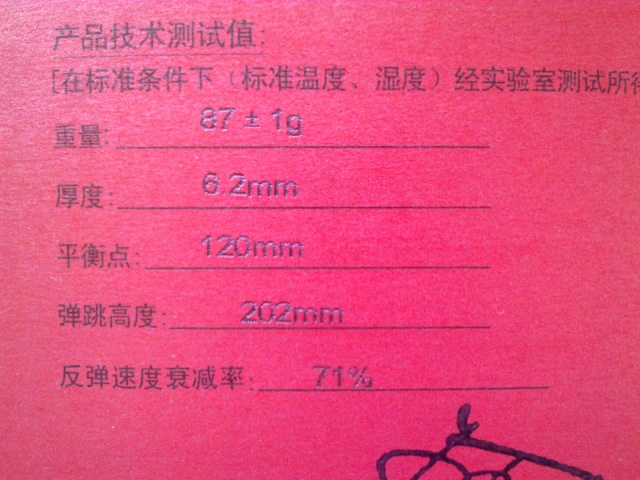 产品技术测试值:
[在标准条件下（标准温度、湿度）经实验室测试所得
重量: 87±1g
厚度: 6.2mm
平衡点: 120mm
弹跳高度: 202mm
反弹速度衰减率: 71%